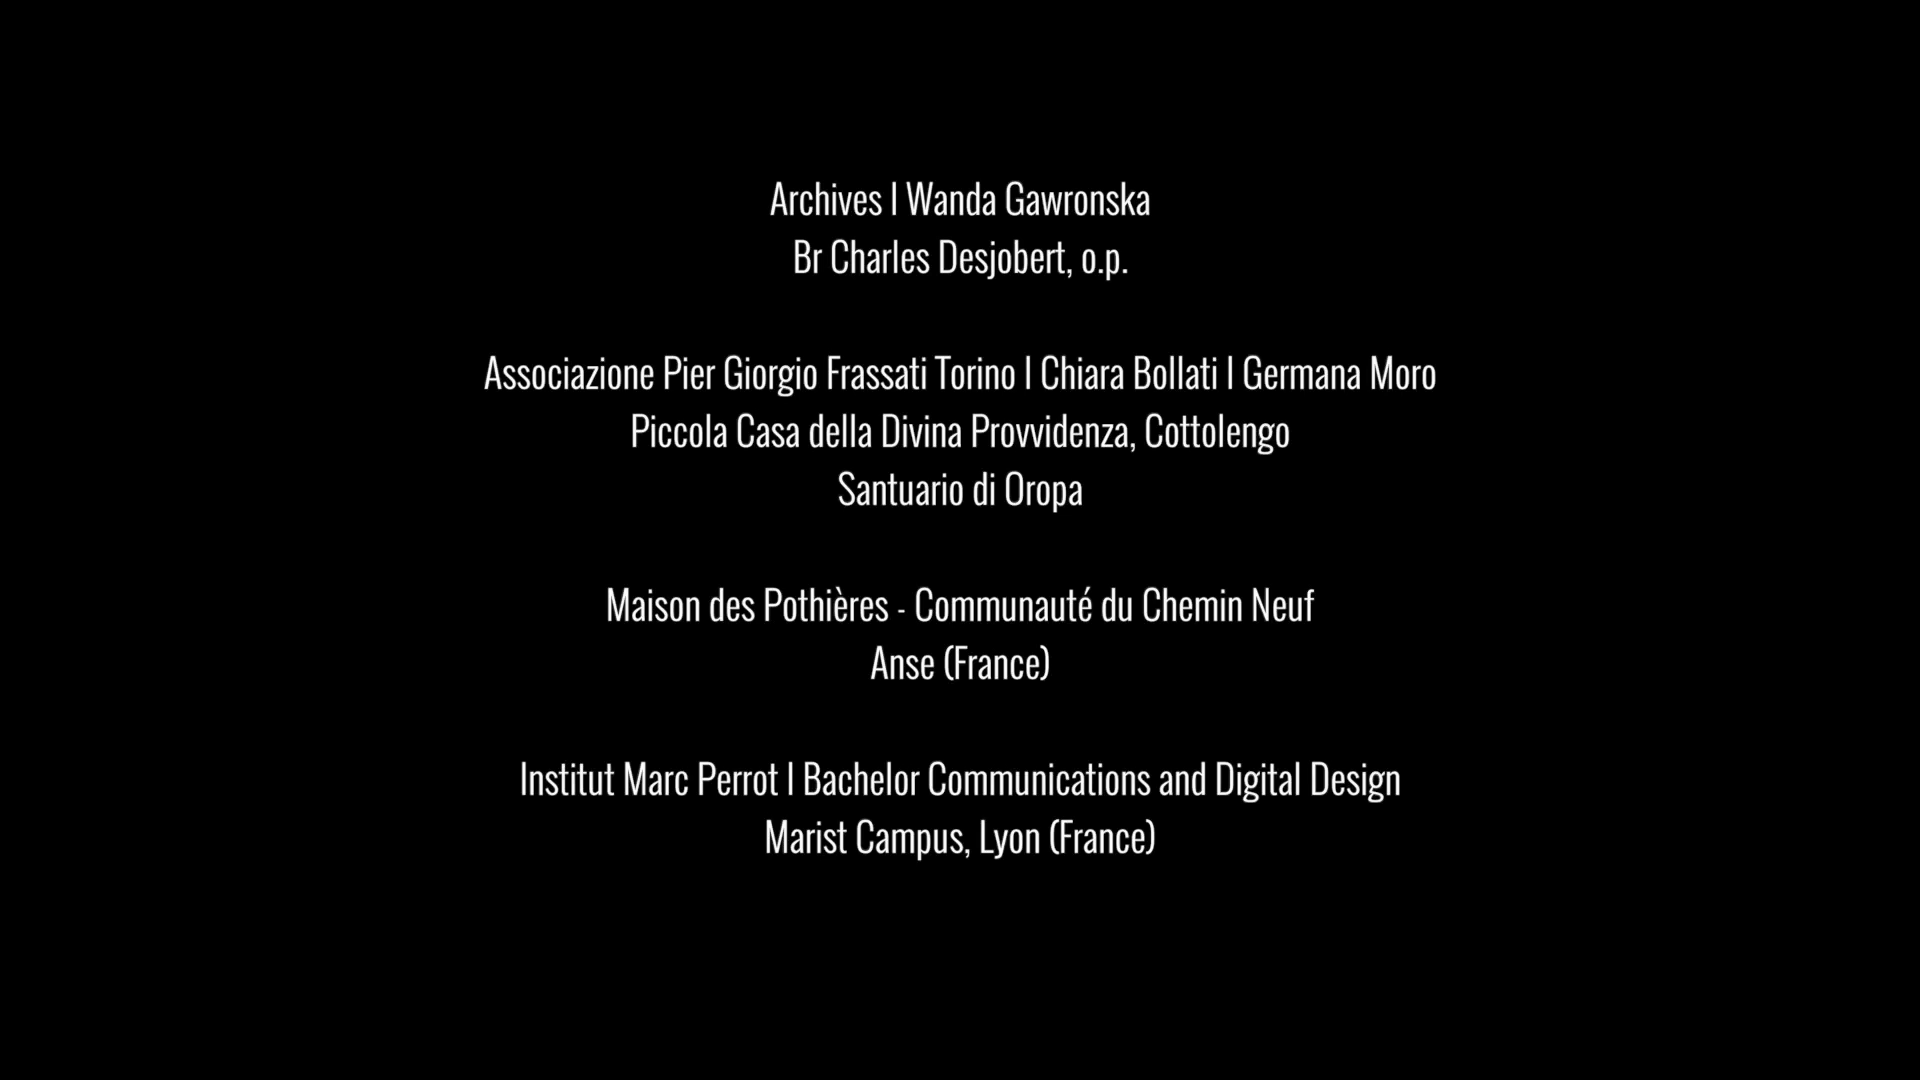 Archives I Wanda Gawronska
Br Charles Desjobert, o.p.
Associazione Pier Giorgio Frassati Torino I Chiara Bollati I Germana Moro
Piccola Casa della Divina Provvidenza, Cottolengo
Santuario di Oropa
Maison des Pothières - Communauté du Chemin Neuf
Anse (France)
Institut Marc Perrot I Bachelor Communications and Digital Design
Marist Campus, Lyon (France)